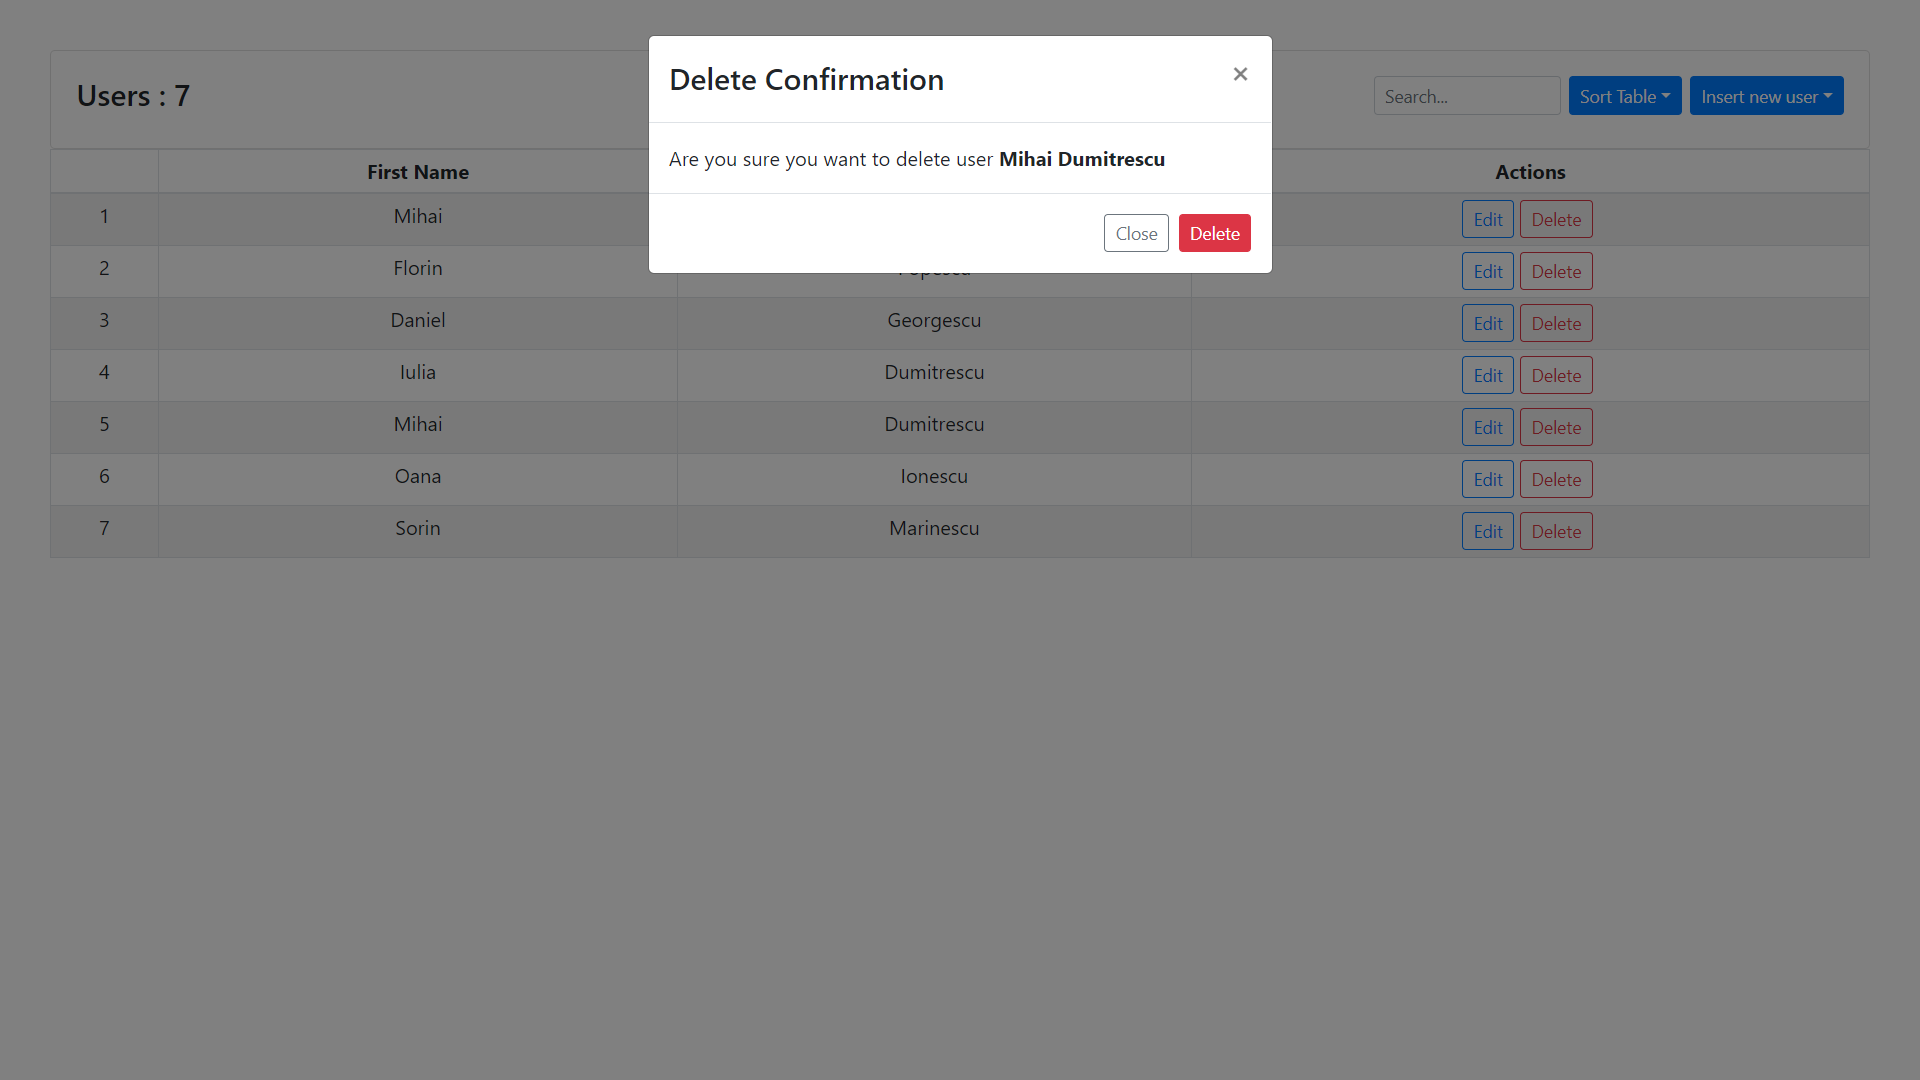 Delete Confirmation ×
Users : 7
Search... Sort Table Insert new user
Are you sure you want to delete user Mihai Dumitrescu
First Name Actions
Close Delete
1 Mihai Edit Delete
2 Florin Edit Delete
3 Daniel Georgescu Edit Delete
4 Iulia Dumitrescu Edit Delete
5 Mihai Dumitrescu Edit Delete
6 Oana Ionescu Edit Delete
7 Sorin Marinescu Edit Delete